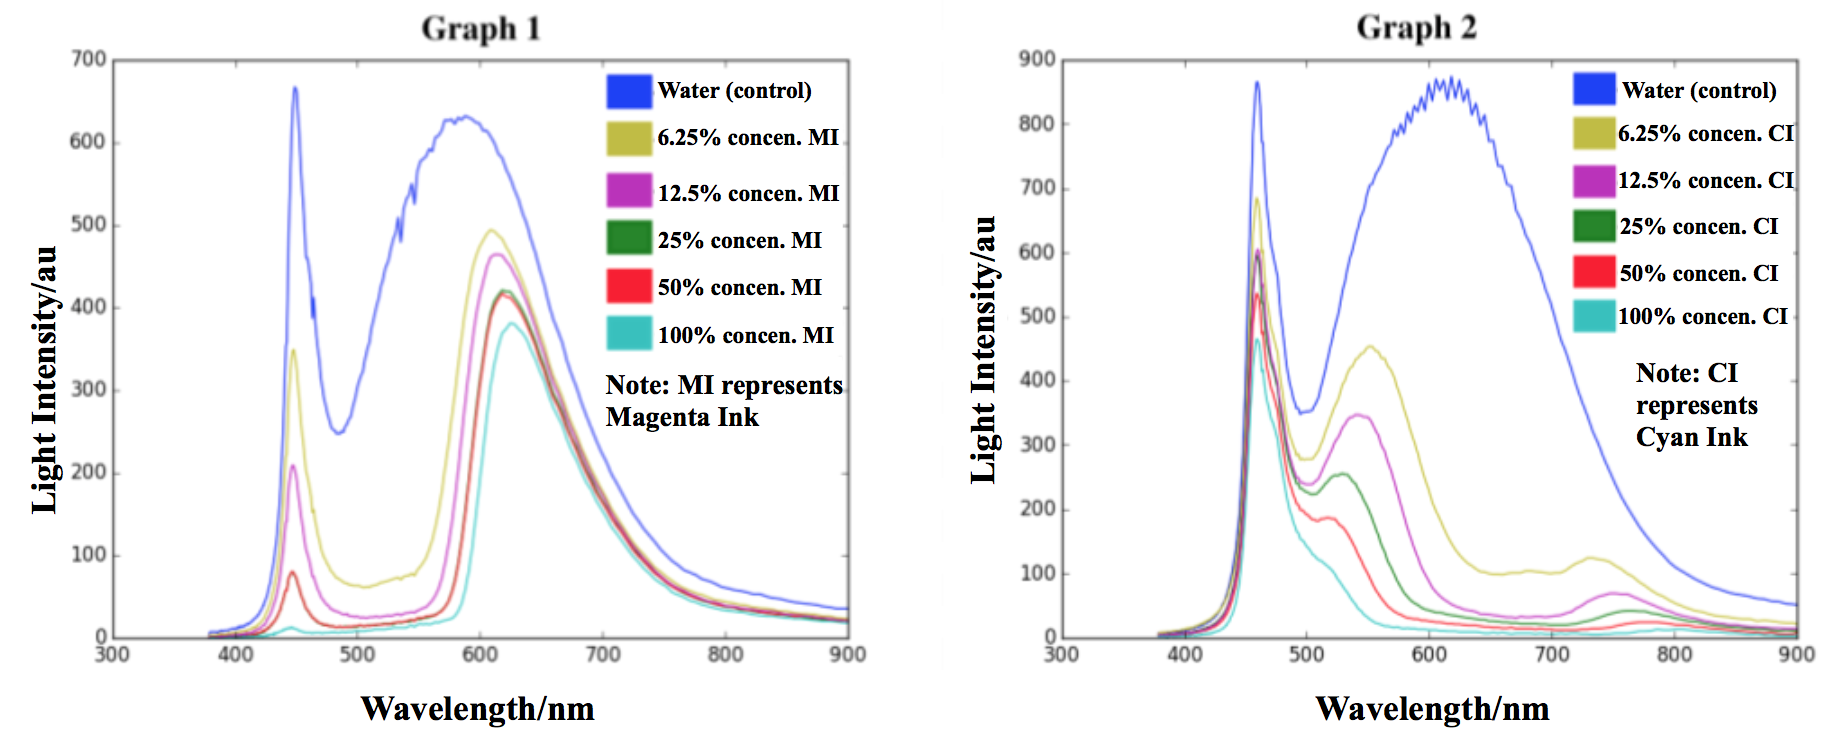 Graph 1
700
600
500
400
300
200
100
0
300 400 500 600 700 800 900
Light Intensity/au
Wavelength/nm
Water (control)
6.25% concen. MI
12.5% concen. MI
25% concen. MI
50% concen. MI
100% concen. MI
Note: MI represents
Magenta Ink
Graph 2
900
800
700
600
500
400
300
200
100
0
300 400 500 600 700 800 900
Light Intensity/au
Wavelength/nm
Water (control)
6.25% concen. CI
12.5% concen. CI
25% concen. CI
50% concen. CI
100% concen. CI
Note: CI
represents
Cyan Ink